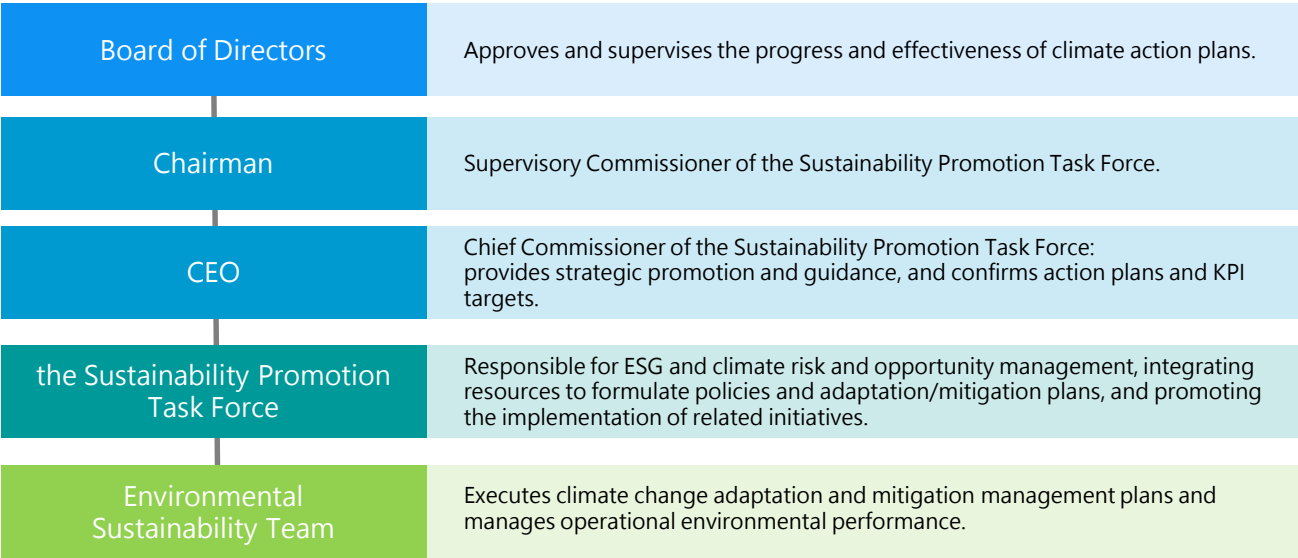 Board of Directors
Approves and supervises the progress and effectiveness of climate action plans.
Chairman
Supervisory Commissioner of the Sustainability Promotion Task Force.
CEO
Chief Commissioner of the Sustainability Promotion Task Force:
provides strategic promotion and guidance, and confirms action plans and KPI
targets.
the Sustainability Promotion
Task Force
Responsible for ESG and climate risk and opportunity management, integrating
resources to formulate policies and adaptation/mitigation plans, and promoting
the implementation of related initiatives.
Environmental
Sustainability Team
Executes climate change adaptation and mitigation management plans and
manages operational environmental performance.